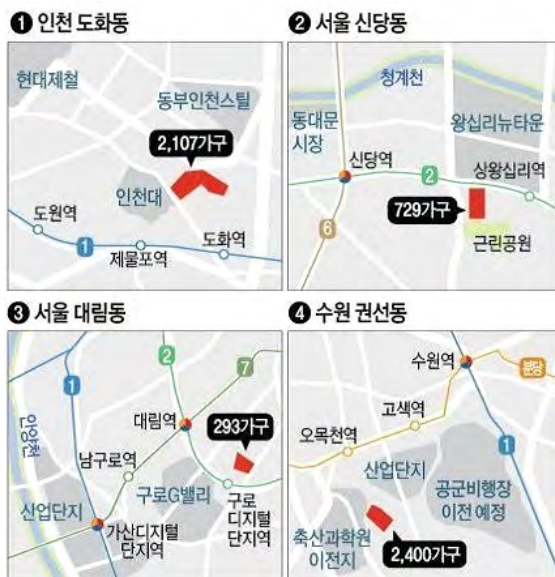 ❶ 인천 도화동
현대제철
동부인천스틸
2,107가구
인천대
도원역
1
제물포역
도화역
❷ 서울 신당동
청계천
동대문
시장
왕십리뉴타운
신당역
2
상왕십리역
729가구
6
근린공원
❸ 서울 대림동
1
2
7
안양천
대림역
293가구
남구로역
산업단지
구로G밸리
가산디지털
단지역
구로
디지털
단지역
❹ 수원 권선동
수원역
분당
고색역
오목천역
1
산업단지
공군비행장
이전 예정
축산과학원
이전지
2,400가구